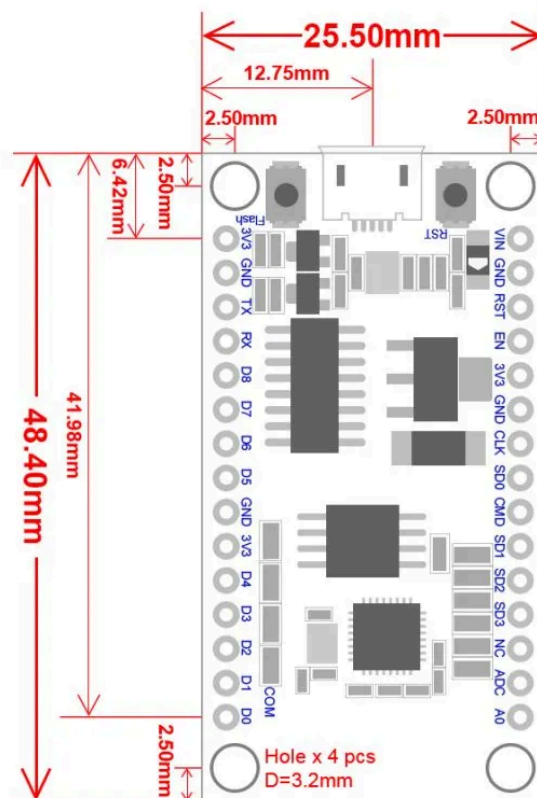 25.50mm
12.75mm
2.50mm
2.50mm
2.50mm
6.42mm
41.98mm
48.40mm
2.50mm
Flash
RST
3V3
GND
TX
RX
D8
D7
D6
D5
GND
3V3
D4
D3
D2
D1
D0
COM
VIN
GND
RST
EN
3V3
GND
CLK
SD0
CMD
SD1
SD2
SD3
NC
ADC
A0
Hole x 4 pcs
D=3.2mm